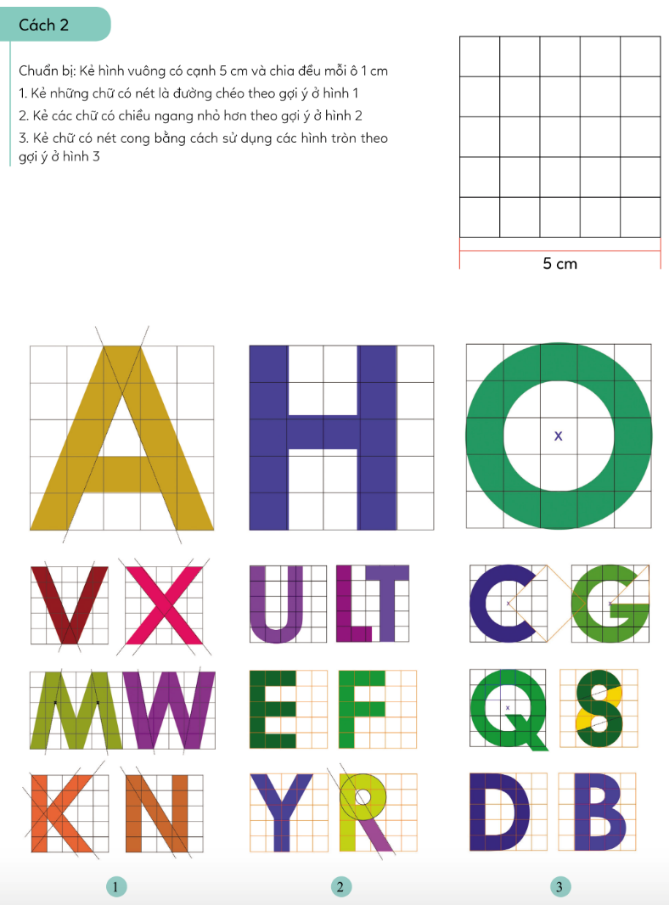 Cách 2
Chuẩn bị: Kẻ hình vuông có cạnh 5 cm và chia đều mỗi ô 1 cm
1. Kẻ những chữ có nét là đường chéo theo gợi ý ở hình 1
2. Kẻ các chữ có chiều ngang nhỏ hơn theo gợi ý ở hình 2
3. Kẻ chữ có nét cong bằng cách sử dụng các hình tròn theo
gợi ý ở hình 3
5 cm
A H O
x
V X U L T C G
M W E F Q S
K N Y R D B
1 2 3